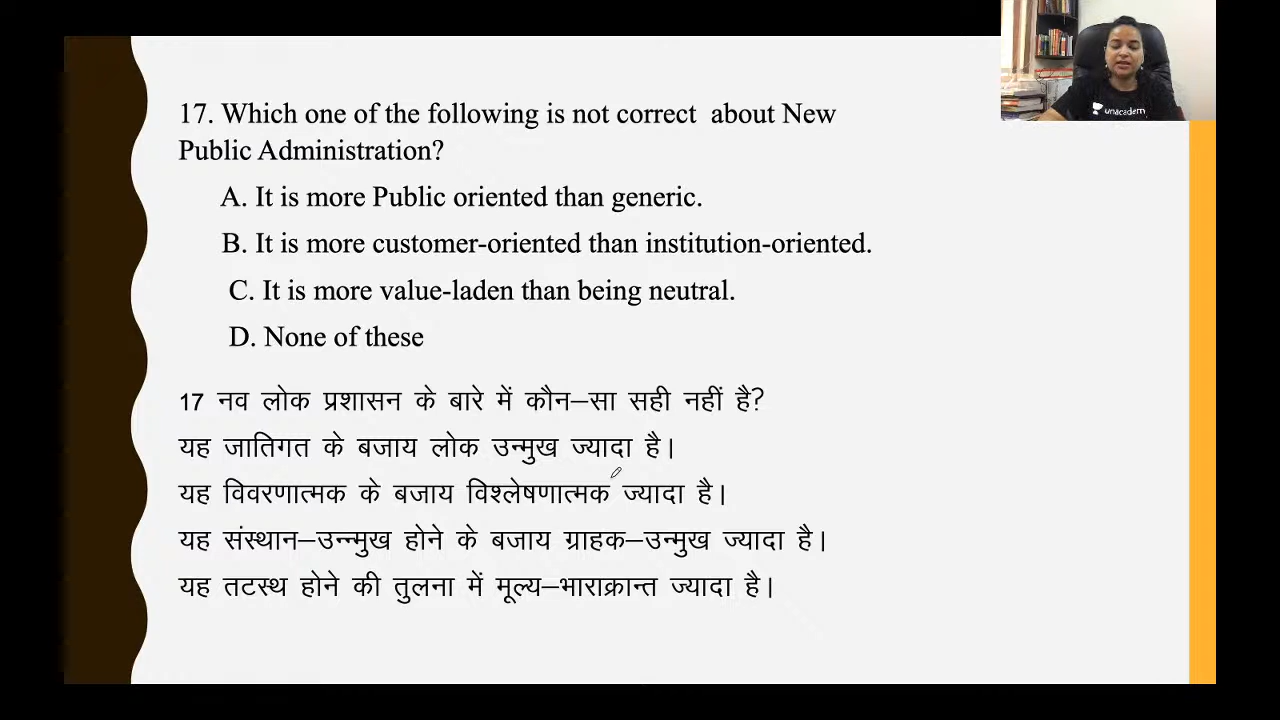 17. Which one of the following is not correct about New
Public Administration?
A. It is more Public oriented than generic.
B. It is more customer-oriented than institution-oriented.
C. It is more value-laden than being neutral.
D. None of these
17 नव लोक प्रशासन के बारे में कौन–सा सही नहीं है?
यह जातिगत के बजाय लोक उन्मुख ज्यादा है।
यह विवरणात्मक के बजाय विश्लेषणात्मक ज्यादा है।
यह संस्थान–उन्न्मुख होने के बजाय ग्राहक–उन्मुख ज्यादा है।
यह तटस्थ होने की तुलना में मूल्य–भाराक्रान्त ज्यादा है।
unacademy